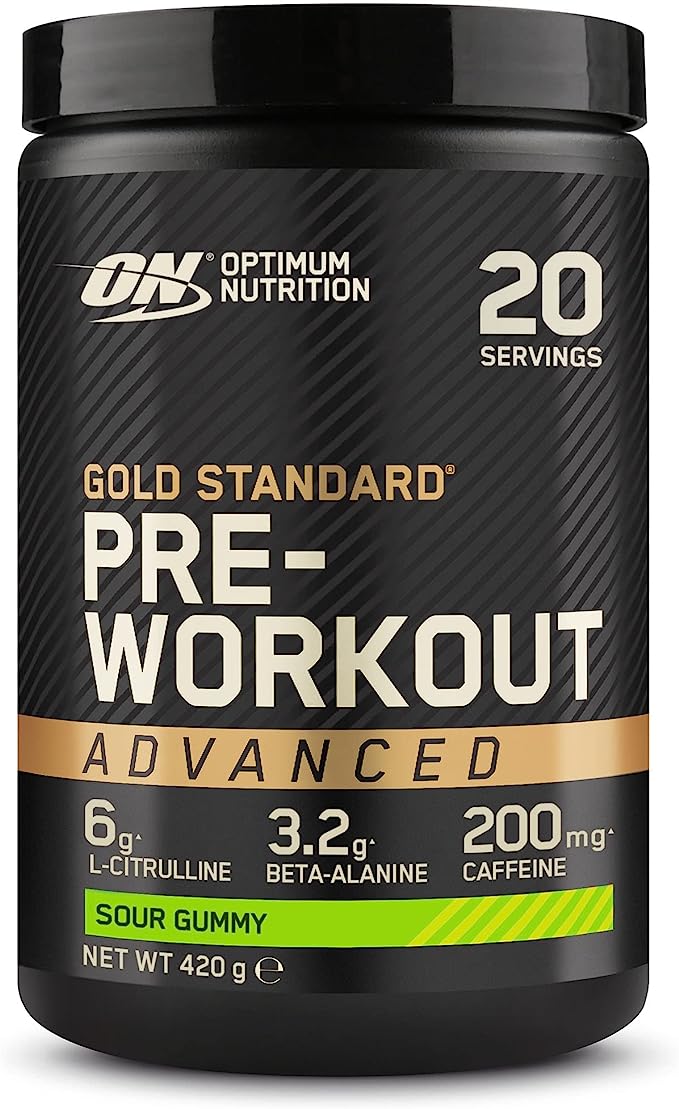 ON® OPTIMUM
NUTRITION
20
SERVINGS
GOLD STANDARD®
PRE-
WORKOUT
ADVANCED
6g▲ 3.2g▲ 200mg▲
L-CITRULLINE BETA-ALANINE CAFFEINE
SOUR GUMMY
NET WT 420 g ℮